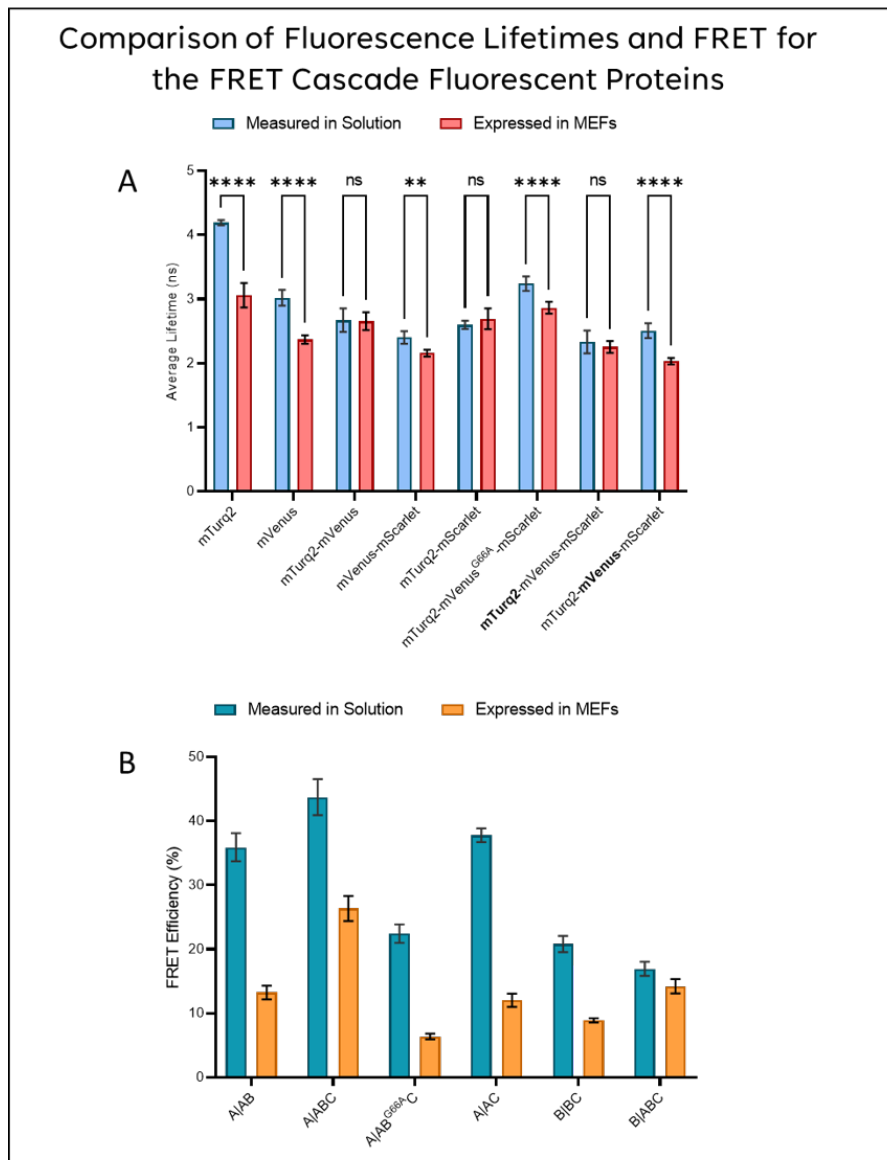 Comparison of Fluorescence Lifetimes and FRET for
the FRET Cascade Fluorescent Proteins
Measured in Solution Expressed in MEFs
A
**** **** ns ** ns **** ns ****
5
4
3
2
1
0
Average Lifetime (ns)
mTurq2
mVenus
mTurq2-mVenus
mVenus-mScarlet
mTurq2-mScarlet
mTurq2-mVenusG66A-mScarlet
mTurq2-mVenus-mScarlet
mTurq2-mVenus-mScarlet
Measured in Solution Expressed in MEFs
B
50
40
30
20
10
0
FRET Efficiency (%)
A|AB
A|ABC
A|ABG66AC
A|AC
B|BC
B|ABC